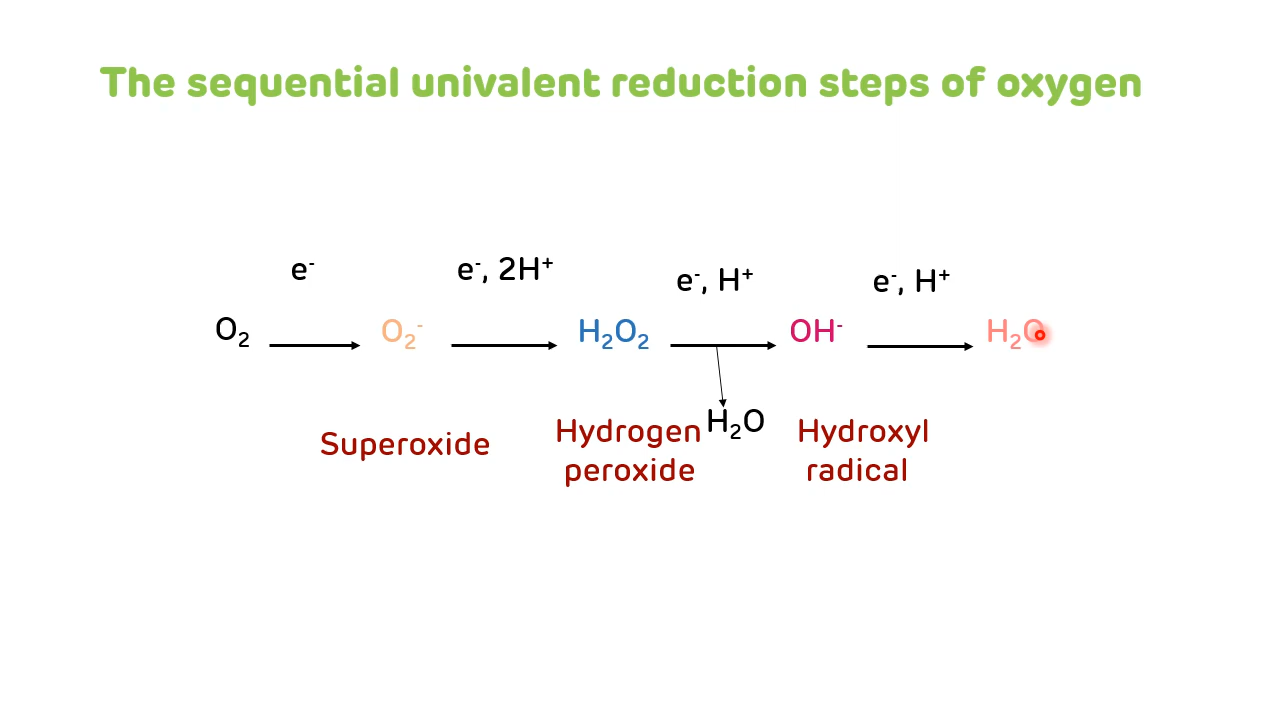 The sequential univalent reduction steps of oxygen
e⁻ e⁻, 2H⁺ e⁻, H⁺ e⁻, H⁺
O₂ O₂⁻ H₂O₂ OH⁻ H₂O
H₂O
Superoxide
Hydrogen
peroxide
Hydroxyl
radical